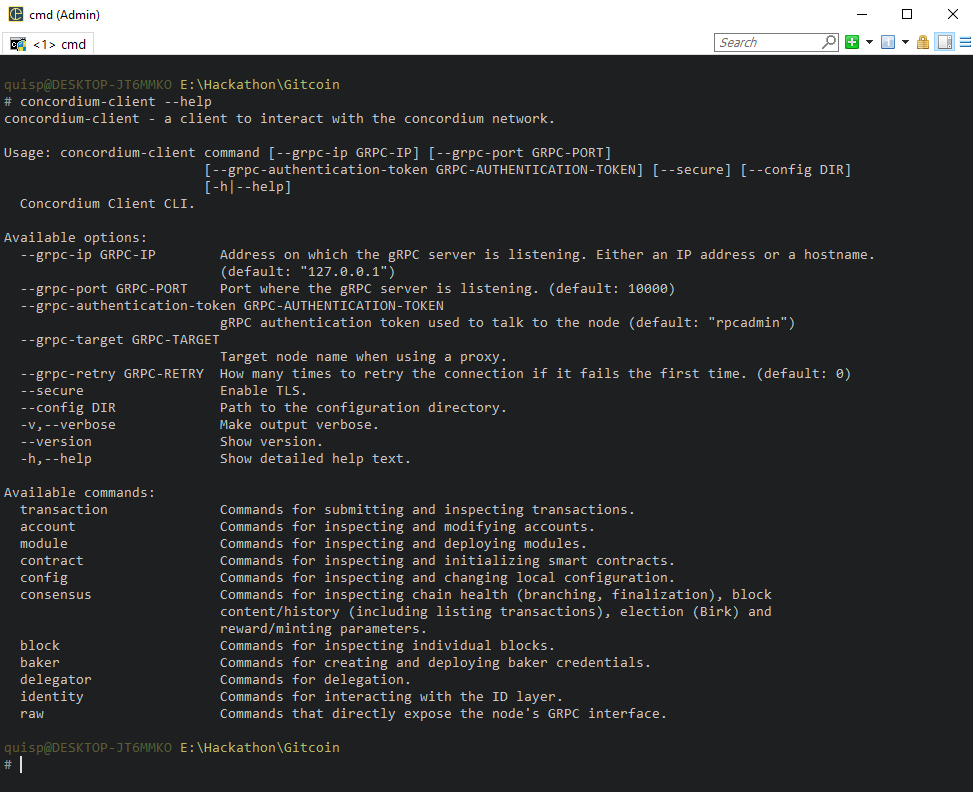 cmd (Admin)
<1> cmd
Search
quisp@DESKTOP-JT6MMKO E:\Hackathon\Gitcoin
# concordium-client --help
concordium-client - a client to interact with the concordium network.
Usage: concordium-client command [--grpc-ip GRPC-IP] [--grpc-port GRPC-PORT]
[--grpc-authentication-token GRPC-AUTHENTICATION-TOKEN] [--secure] [--config DIR]
[-h|--help]
Concordium Client CLI.
Available options:
--grpc-ip GRPC-IP Address on which the gRPC server is listening. Either an IP address or a hostname.
(default: "127.0.0.1")
--grpc-port GRPC-PORT Port where the gRPC server is listening. (default: 10000)
--grpc-authentication-token GRPC-AUTHENTICATION-TOKEN
gRPC authentication token used to talk to the node (default: "rpcadmin")
--grpc-target GRPC-TARGET
Target node name when using a proxy.
--grpc-retry GRPC-RETRY How many times to retry the connection if it fails the first time. (default: 0)
--secure Enable TLS.
--config DIR Path to the configuration directory.
-v,--verbose Make output verbose.
--version Show version.
-h,--help Show detailed help text.
Available commands:
transaction Commands for submitting and inspecting transactions.
account Commands for inspecting and modifying accounts.
module Commands for inspecting and deploying modules.
contract Commands for inspecting and initializing smart contracts.
config Commands for inspecting and changing local configuration.
consensus Commands for inspecting chain health (branching, finalization), block
content/history (including listing transactions), election (Birk) and
reward/minting parameters.
block Commands for inspecting individual blocks.
baker Commands for creating and deploying baker credentials.
delegator Commands for delegation.
identity Commands for interacting with the ID layer.
raw Commands that directly expose the node's GRPC interface.
quisp@DESKTOP-JT6MMKO E:\Hackathon\Gitcoin
#